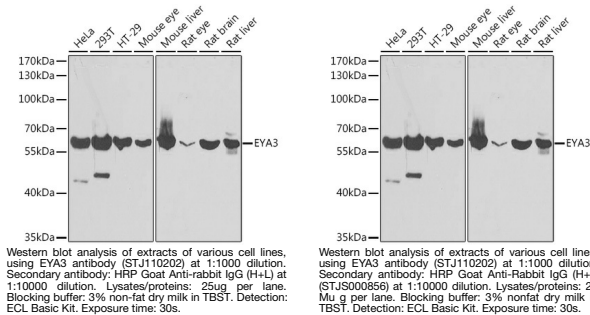 HeLa 293T HT-29 Mouse eye Mouse liver Rat eye Rat brain Rat liver
170kDa
130kDa
100kDa
70kDa
55kDa
40kDa
35kDa
EYA3
Western blot analysis of extracts of various cell lines,
using EYA3 antibody (STJ110202) at 1:1000 dilution.
Secondary antibody: HRP Goat Anti-rabbit IgG (H+L) at
1:10000 dilution. Lysates/proteins: 25ug per lane.
Blocking buffer: 3% non-fat dry milk in TBST. Detection:
ECL Basic Kit. Exposure time: 30s.
HeLa 293T HT-29 Mouse eye Mouse liver Rat eye Rat brain Rat liver
170kDa
130kDa
100kDa
70kDa
55kDa
40kDa
35kDa
EYA3
Western blot analysis of extracts of various cell line
using EYA3 antibody (STJ110202) at 1:1000 dilutio
Secondary antibody: HRP Goat Anti-Rabbit IgG (H+
(STJS000856) at 1:10000 dilution. Lysates/proteins: 2
Mu g per lane. Blocking buffer: 3% nonfat dry milk
TBST. Detection: ECL Basic Kit. Exposure time: 30s.